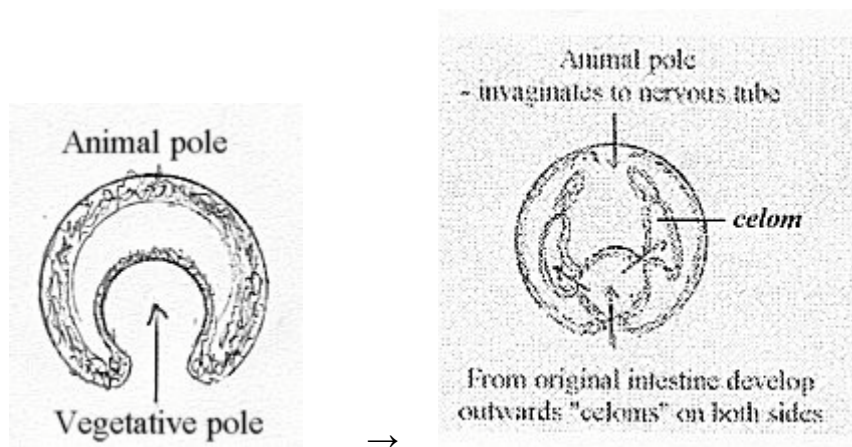 Animal pole
Vegetative pole
→
Animal pole
- invaginates to nervous tube
celom
From original intestine develop
outwards "celoms" on both sides